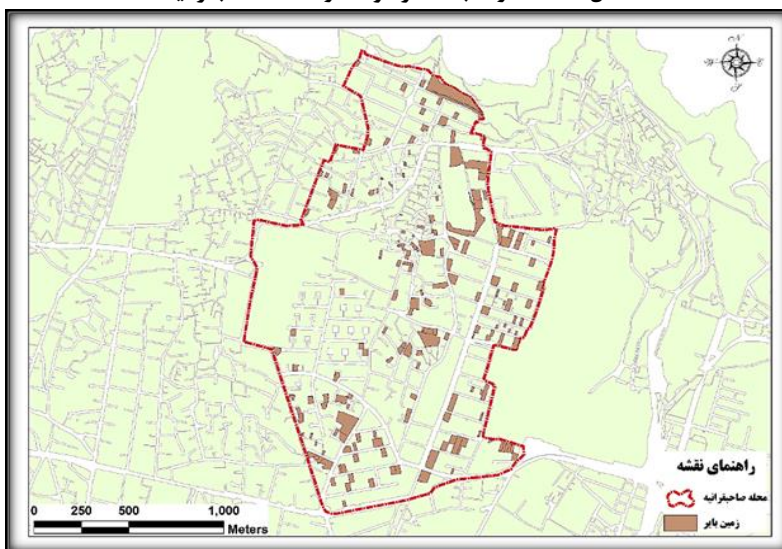 N
S
راهنمای نقشه
محله صاحبقرانیه
زمین بایر
0 250 500 1,000
Meters